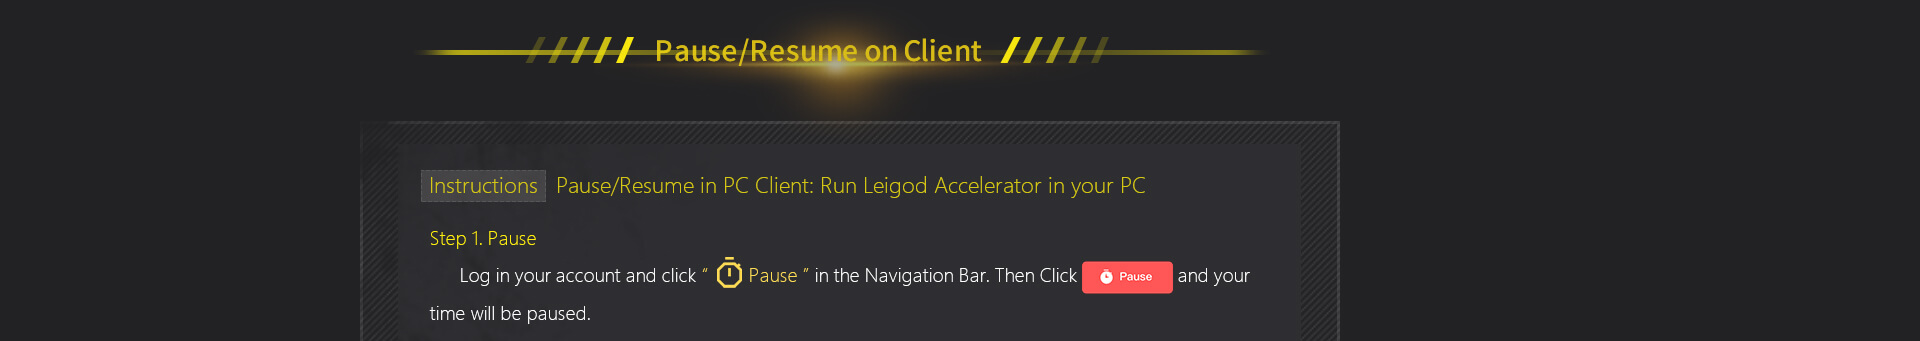 Pause/Resume on Client
Instructions Pause/Resume in PC Client: Run Leigod Accelerator in your PC
Step 1. Pause
Log in your account and click “ Pause ” in the Navigation Bar. Then Click Pause and your
time will be paused.